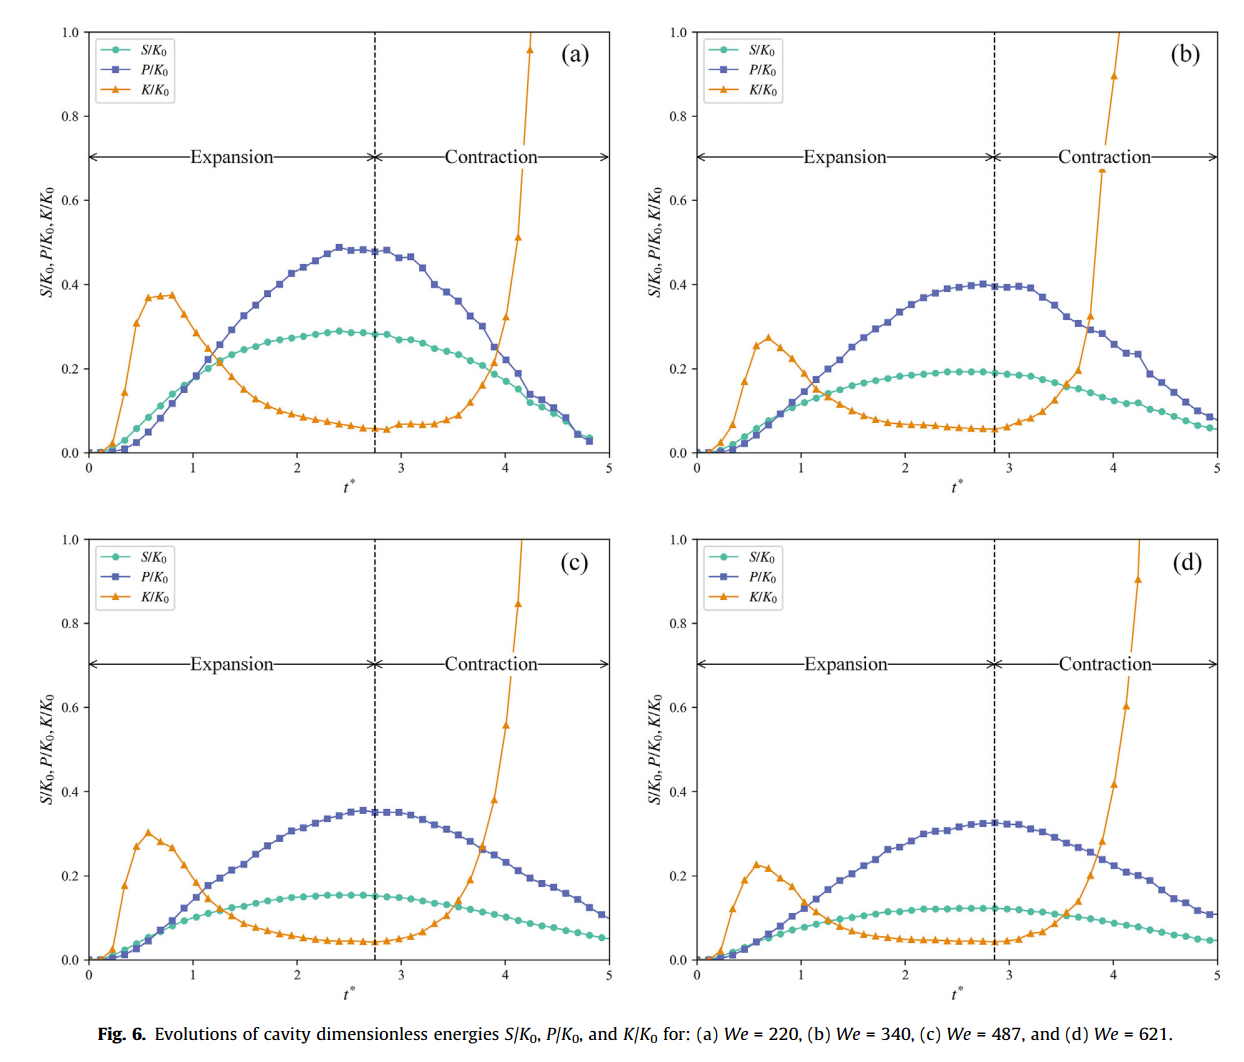 (a)
S/K₀
P/K₀
K/K₀
Expansion
Contraction
S/K₀, P/K₀, K/K₀
1.0
0.8
0.6
0.4
0.2
0.0
0 1 2 3 4 5
t*
(b)
S/K₀
P/K₀
K/K₀
Expansion
Contraction
S/K₀, P/K₀, K/K₀
1.0
0.8
0.6
0.4
0.2
0.0
0 1 2 3 4 5
t*
(c)
S/K₀
P/K₀
K/K₀
Expansion
Contraction
S/K₀, P/K₀, K/K₀
1.0
0.8
0.6
0.4
0.2
0.0
0 1 2 3 4 5
t*
(d)
S/K₀
P/K₀
K/K₀
Expansion
Contraction
S/K₀, P/K₀, K/K₀
1.0
0.8
0.6
0.4
0.2
0.0
0 1 2 3 4 5
t*
Fig. 6. Evolutions of cavity dimensionless energies S/K₀, P/K₀, and K/K₀ for: (a) We = 220, (b) We = 340, (c) We = 487, and (d) We = 621.